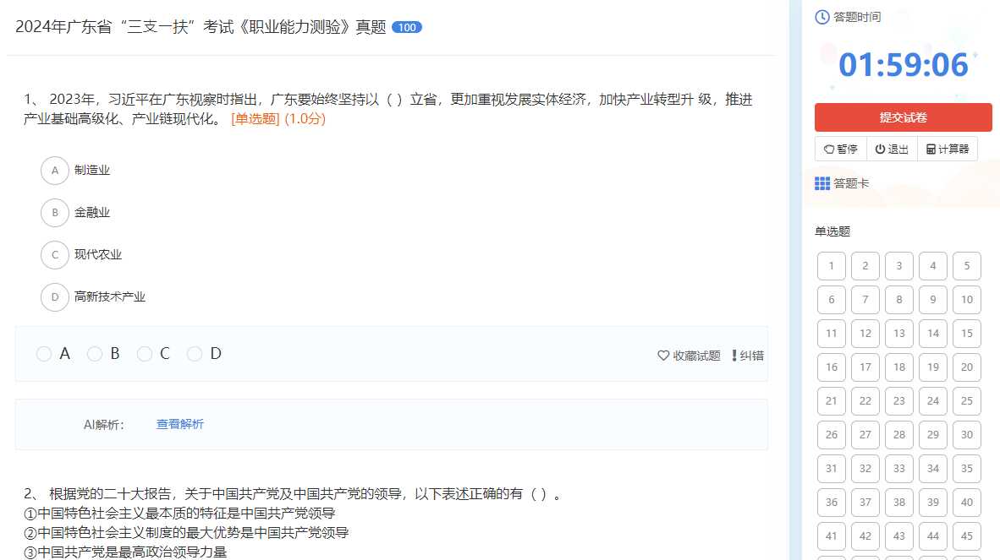 2024年广东省“三支一扶”考试《职业能力测验》真题 100
1、 2023年，习近平在广东视察时指出，广东要始终坚持以（ ）立省，更加重视发展实体经济，加快产业转型升 级，推进
产业基础高级化、产业链现代化。 [单选题] (1.0分)
A 制造业
B 金融业
C 现代农业
D 高新技术产业
A B C D
收藏试题 纠错
AI解析： 查看解析
2、 根据党的二十大报告，关于中国共产党及中国共产党的领导，以下表述正确的有（ ）。
①中国特色社会主义最本质的特征是中国共产党领导
②中国特色社会主义制度的最大优势是中国共产党领导
③中国共产党是最高政治领导力量
答题时间
01:59:06
提交试卷
暂停 退出 计算器
答题卡
单选题
1 2 3 4 5
6 7 8 9 10
11 12 13 14 15
16 17 18 19 20
21 22 23 24 25
26 27 28 29 30
31 32 33 34 35
36 37 38 39 40
41 42 43 44 45